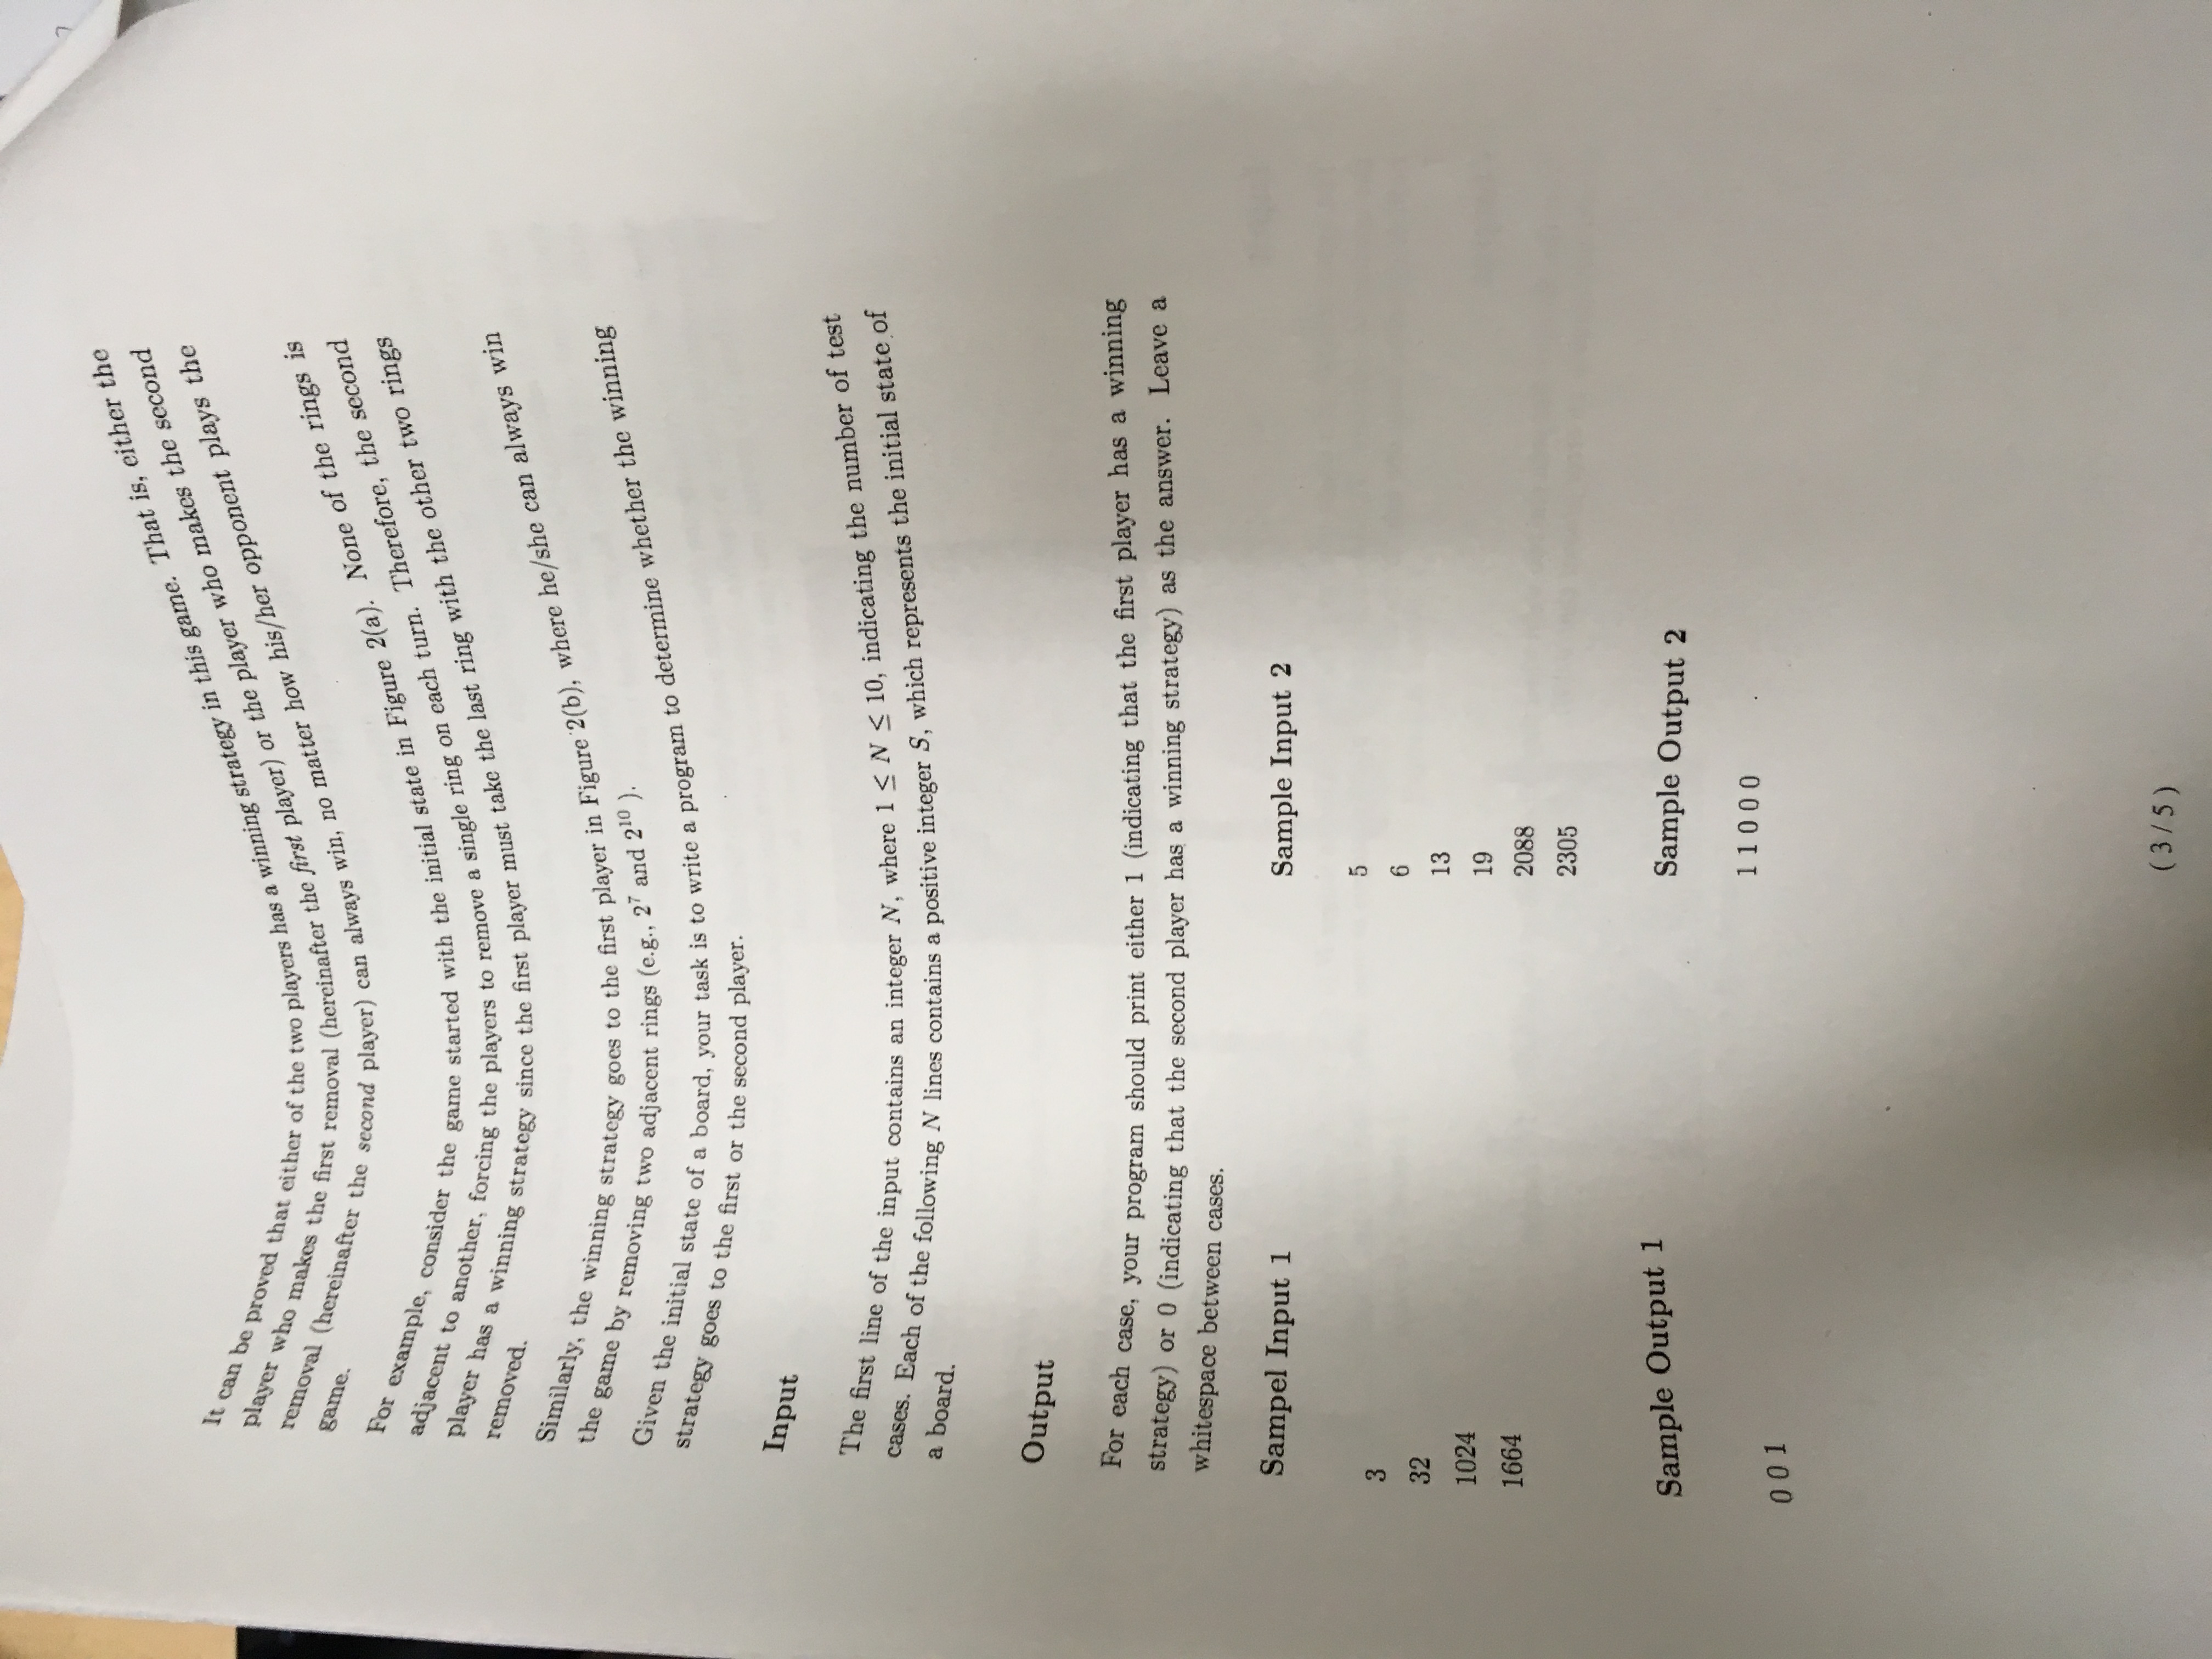 It can be proved that either of the two players has a winning strategy in this game. That is, either the
player who makes the first removal (hereinafter the first player) or the player who makes the second
removal (hereinafter the second player) can always win, no matter how his/her opponent plays the
game.
For example, consider the game started with the initial state in Figure 2(a). None of the rings is
adjacent to another, forcing the players to remove a single ring on each turn. Therefore, the second
player has a winning strategy since the first player must take the last ring with the other two rings
removed.
Similarly, the winning strategy goes to the first player in Figure 2(b), where he/she can always win
the game by removing two adjacent rings (e.g., 2⁷ and 2¹⁰ ).
Given the initial state of a board, your task is to write a program to determine whether the winning
strategy goes to the first or the second player.
Input
The first line of the input contains an integer N, where 1 ≤ N ≤ 10, indicating the number of test
cases. Each of the following N lines contains a positive integer S, which represents the initial state of
a board.
Output
For each case, your program should print either 1 (indicating that the first player has a winning
strategy) or 0 (indicating that the second player has a winning strategy) as the answer. Leave a
whitespace between cases.
Sampel Input 1
3
32
1024
1664
Sample Input 2
5
6
13
19
2088
2305
Sample Output 1
0 0 1
Sample Output 2
1 1 0 0 0
( 3 / 5 )